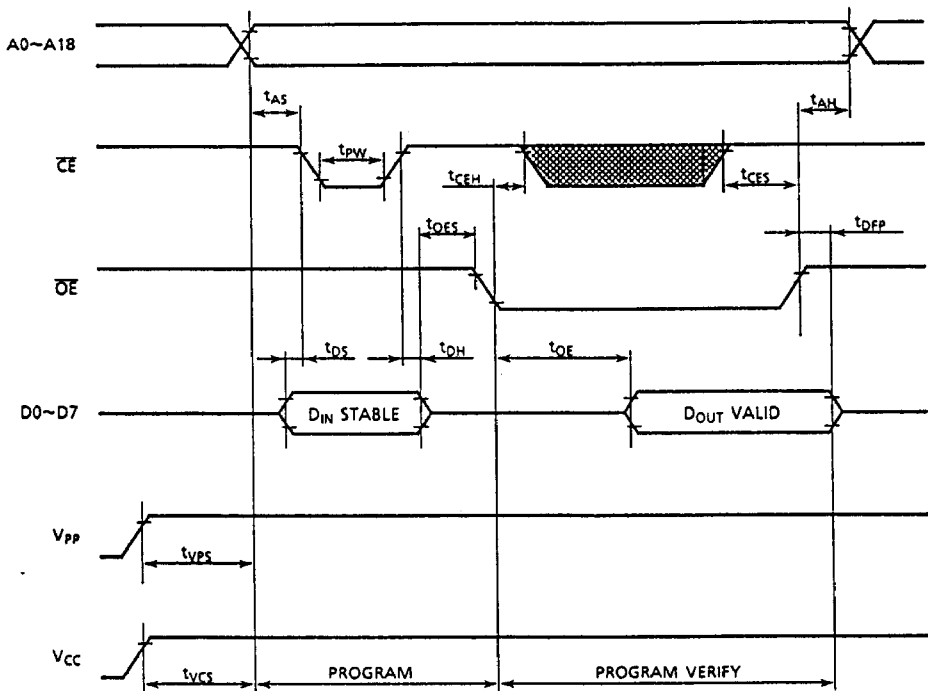 A0~A18
tAS
tAH
CE
tPW
tCEH
tCES
tOES
tDFP
OE
tDS
tDH
tOE
D0~D7
DIN STABLE
DOUT VALID
VPP
tVPS
VCC
tVCS
PROGRAM
PROGRAM VERIFY